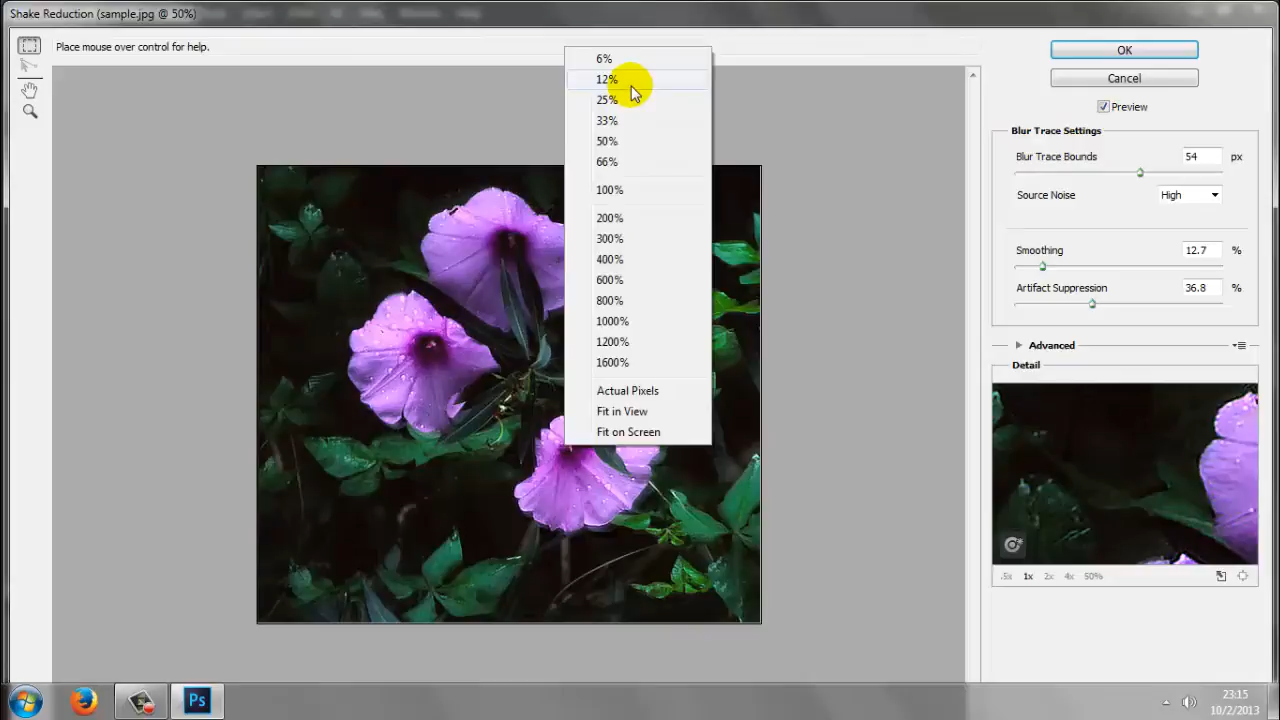 Shake Reduction (sample.jpg @ 50%)
Place mouse over control for help.
6%
12%
25%
33%
50%
66%
100%
200%
300%
400%
600%
800%
1000%
1200%
1600%
Actual Pixels
Fit in View
Fit on Screen
OK
Cancel
Preview
Blur Trace Settings
Blur Trace Bounds 54 px
Source Noise High
Smoothing 12.7 %
Artifact Suppression 36.8 %
Advanced
Detail
.5x 1x 2x 4x 50%
Ps
23:15
10/2/2013